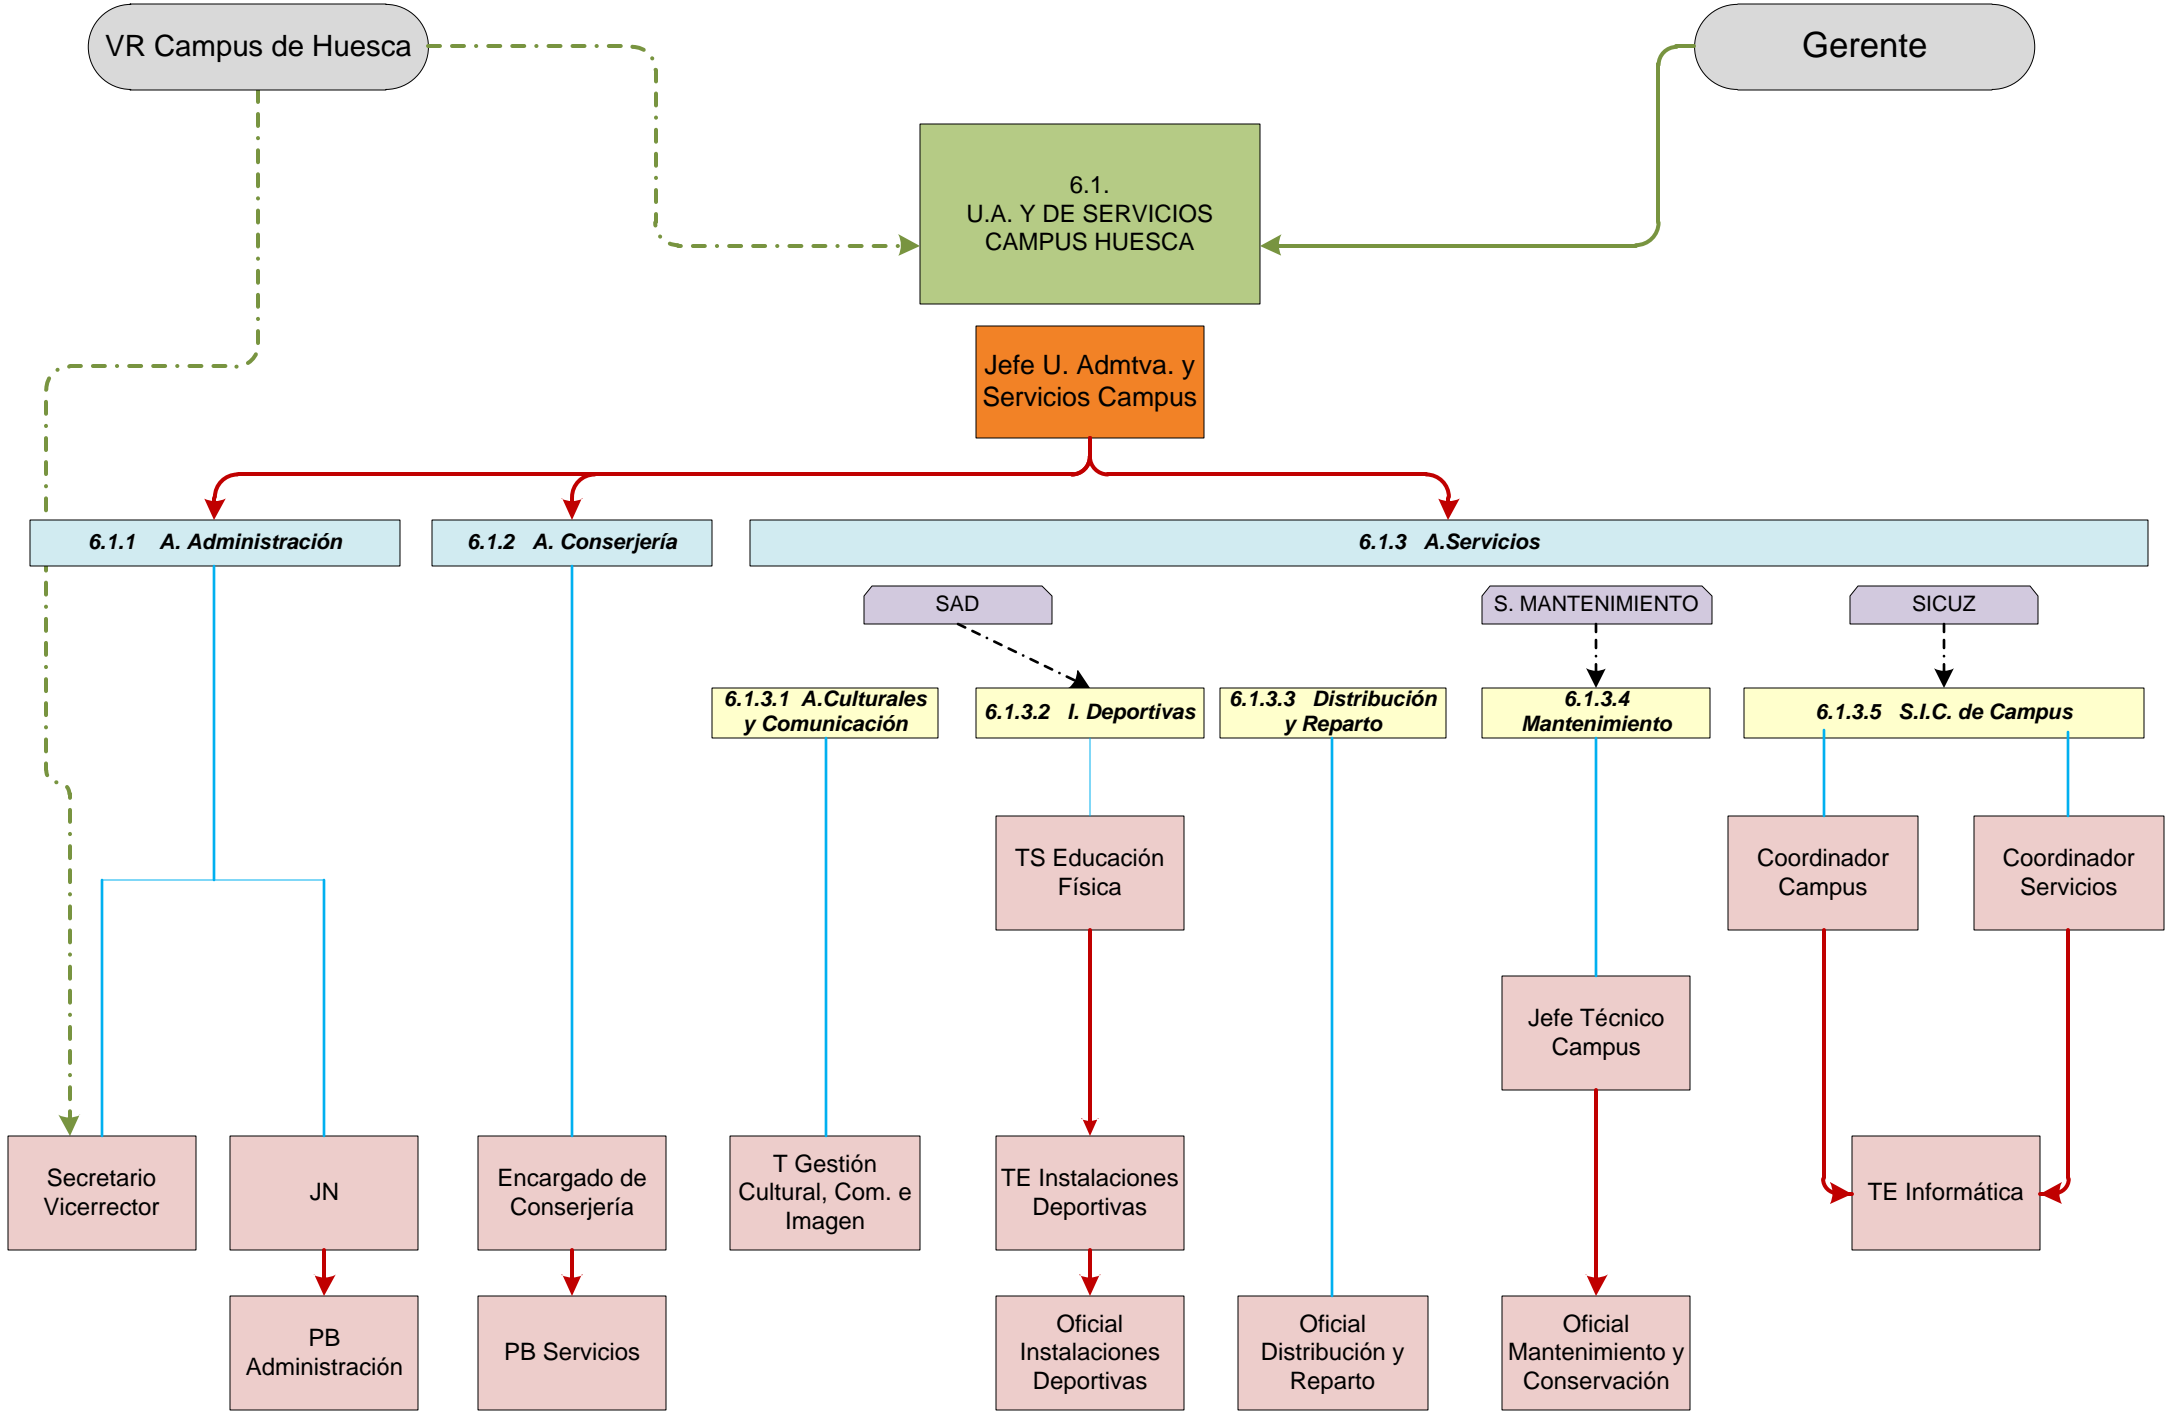 VR Campus de Huesca
Gerente
6.1.
U.A. Y DE SERVICIOS
CAMPUS HUESCA
Jefe U. Admtva. y
Servicios Campus
6.1.1 A. Administración
6.1.2 A. Conserjería
6.1.3 A.Servicios
SAD
S. MANTENIMIENTO
SICUZ
6.1.3.1 A.Culturales
y Comunicación
6.1.3.2 I. Deportivas
6.1.3.3 Distribución
y Reparto
6.1.3.4
Mantenimiento
6.1.3.5 S.I.C. de Campus
TS Educación
Física
Coordinador
Campus
Coordinador
Servicios
Jefe Técnico
Campus
Secretario
Vicerrector
JN
Encargado de
Conserjería
T Gestión
Cultural, Com. e
Imagen
TE Instalaciones
Deportivas
TE Informática
PB
Administración
PB Servicios
Oficial
Instalaciones
Deportivas
Oficial
Distribución y
Reparto
Oficial
Mantenimiento y
Conservación